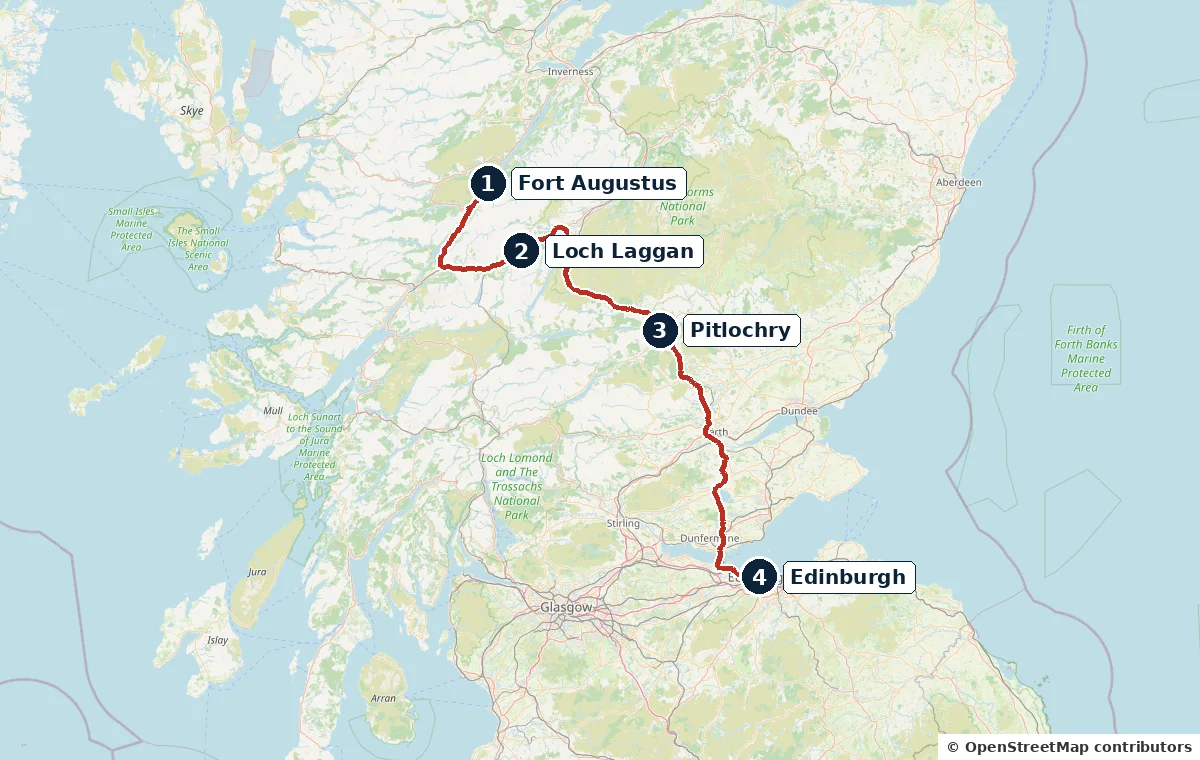 Inverness
Skye
1
Fort Augustus
Aberdeen
National
Park
Small Isles
Marine
Protected
Area
The Small
Isles National
Scenic
Area
2
Loch Laggan
3
Pitlochry
Firth of
Forth Banks
Marine
Protected
Area
Mull
Loch Sunart
to the Sound
of Jura
Marine
Protected
Area
Dundee
Loch Lomond
and The
Trossachs
National
Park
Stirling
Jura
4
Edinburgh
Glasgow
Islay
Arran
© OpenStreetMap contributors